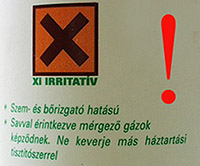 Xi IRRITATÍV
• Szem- és bőrizgató hatású
• Savval érintkezve mérgező gázok
képződnek. Ne keverje más háztartási
tisztítószerrel
!